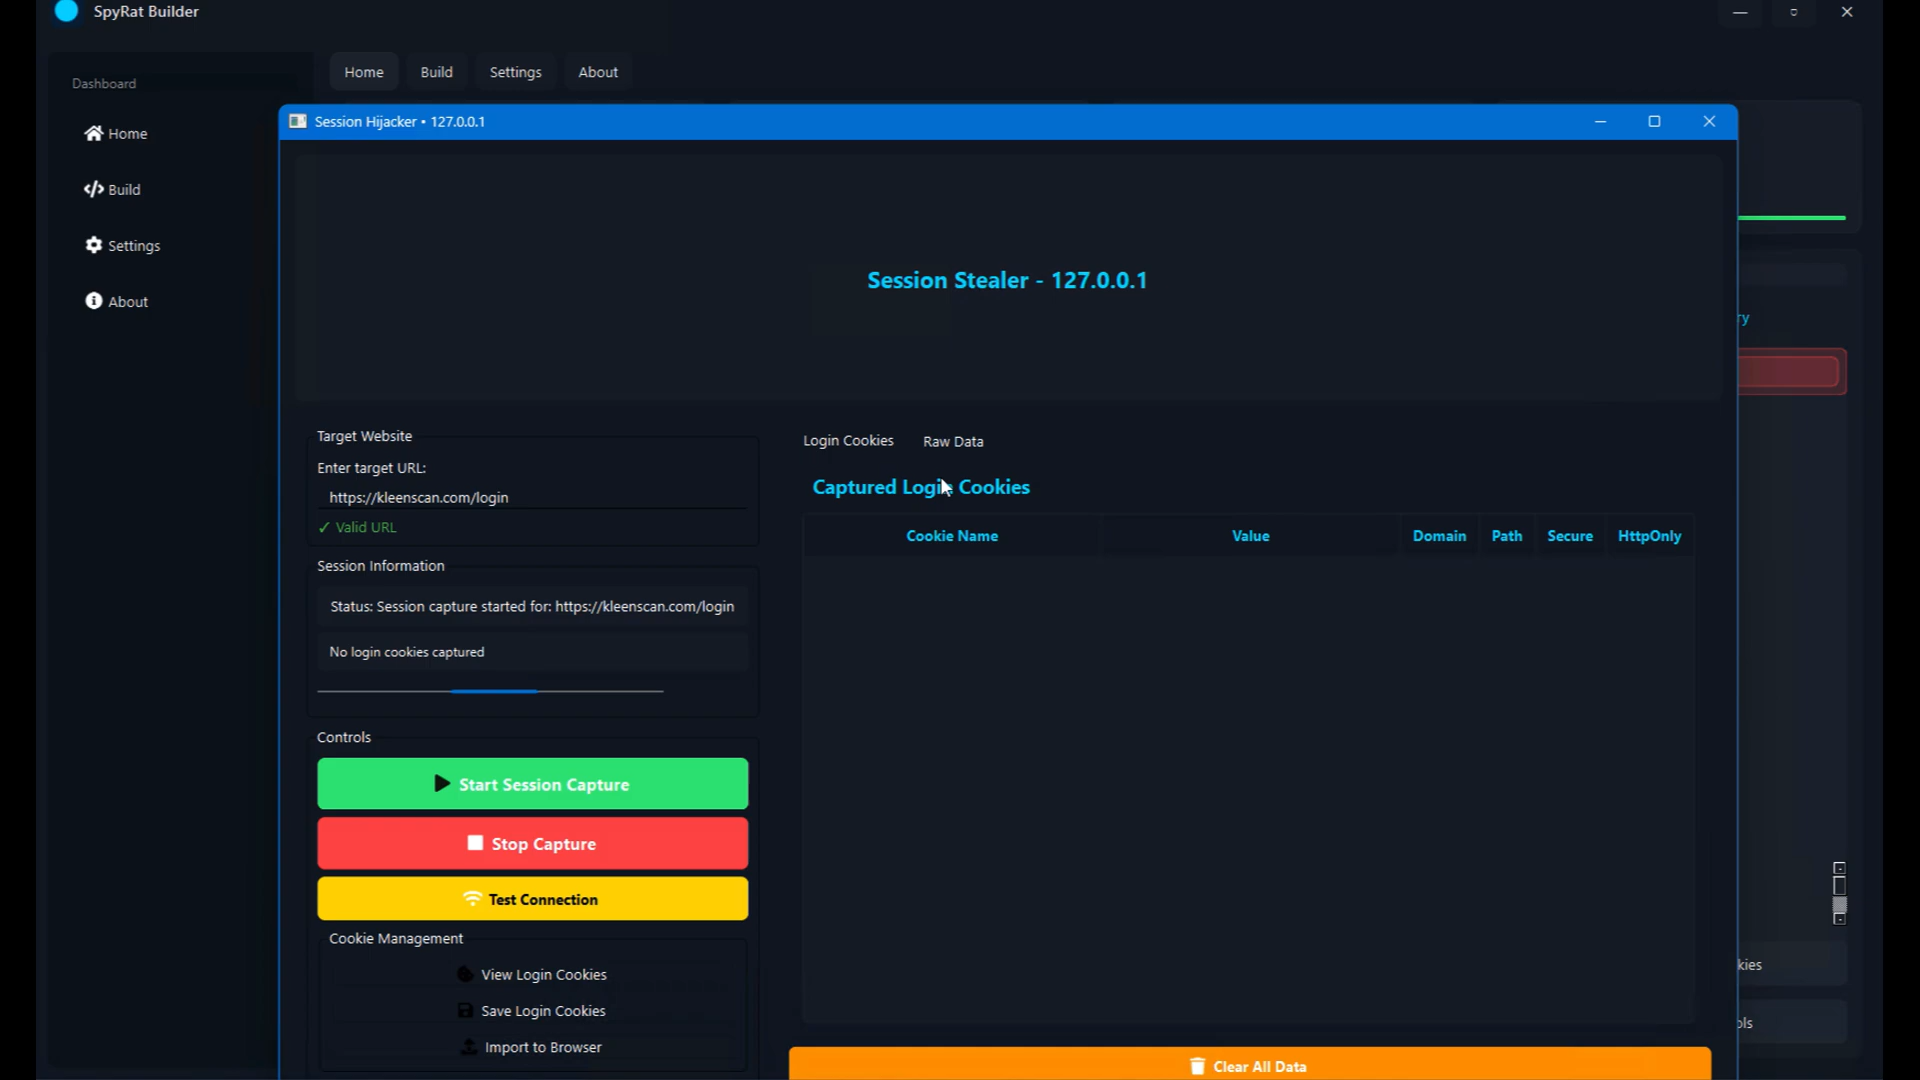 SpyRat Builder
Dashboard
Home
Build
Settings
About
Home
Build
Settings
About
Session Hijacker • 127.0.0.1
Session Stealer - 127.0.0.1
Target Website
Enter target URL:
https://kleenscan.com/login
✓ Valid URL
Session Information
Status: Session capture started for: https://kleenscan.com/login
No login cookies captured
Controls
Start Session Capture
Stop Capture
Test Connection
Cookie Management
View Login Cookies
Save Login Cookies
Import to Browser
Login Cookies
Raw Data
Captured Login Cookies
Cookie Name
Value
Domain
Path
Secure
HttpOnly
Clear All Data
ry
kies
ols